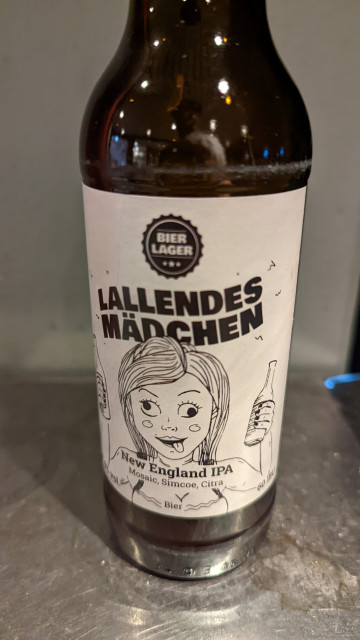 BIER
LAGER
LALLENDES
MÄDCHEN
New England IPA
Mosaic, Simcoe, Citra
Bier